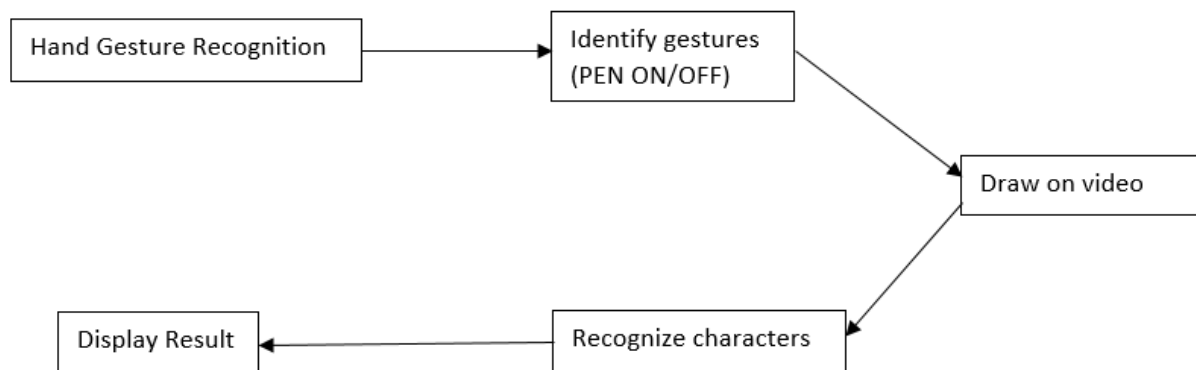 Hand Gesture Recognition
Identify gestures
(PEN ON/OFF)
Draw on video
Recognize characters
Display Result